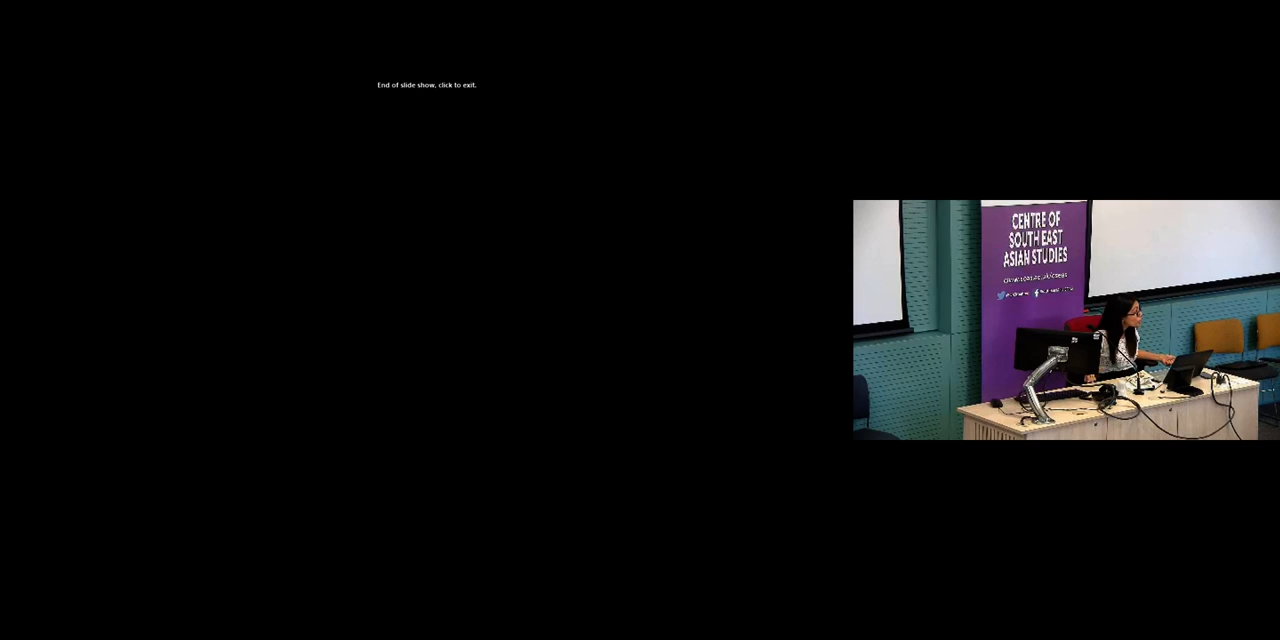 End of slide show, click to exit.
CENTRE OF
SOUTH EAST
ASIAN STUDIES